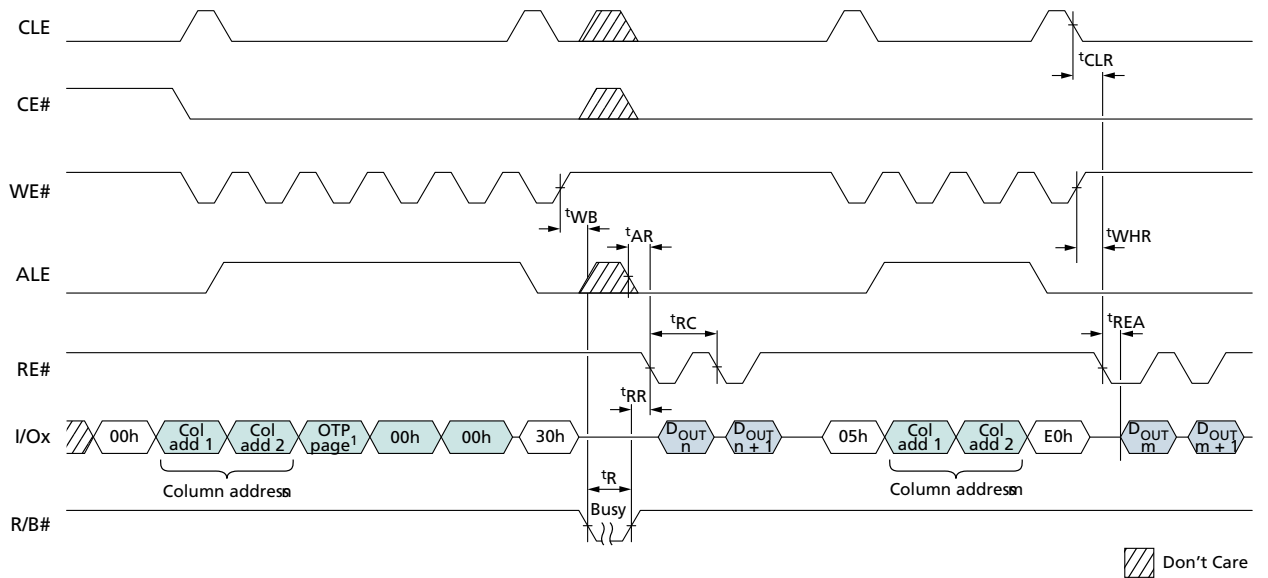 CLE
tCLR
CE#
WE#
tWB
tAR
tWHR
ALE
tRC
tREA
RE#
tRR
I/Ox
00h
Col add 1
Col add 2
OTP page1
00h
00h
30h
DOUT n
DOUT n + 1
05h
Col add 1
Col add 2
E0h
DOUT m
DOUT m + 1
Column address n
tR
Column address m
Busy
R/B#
Don't Care